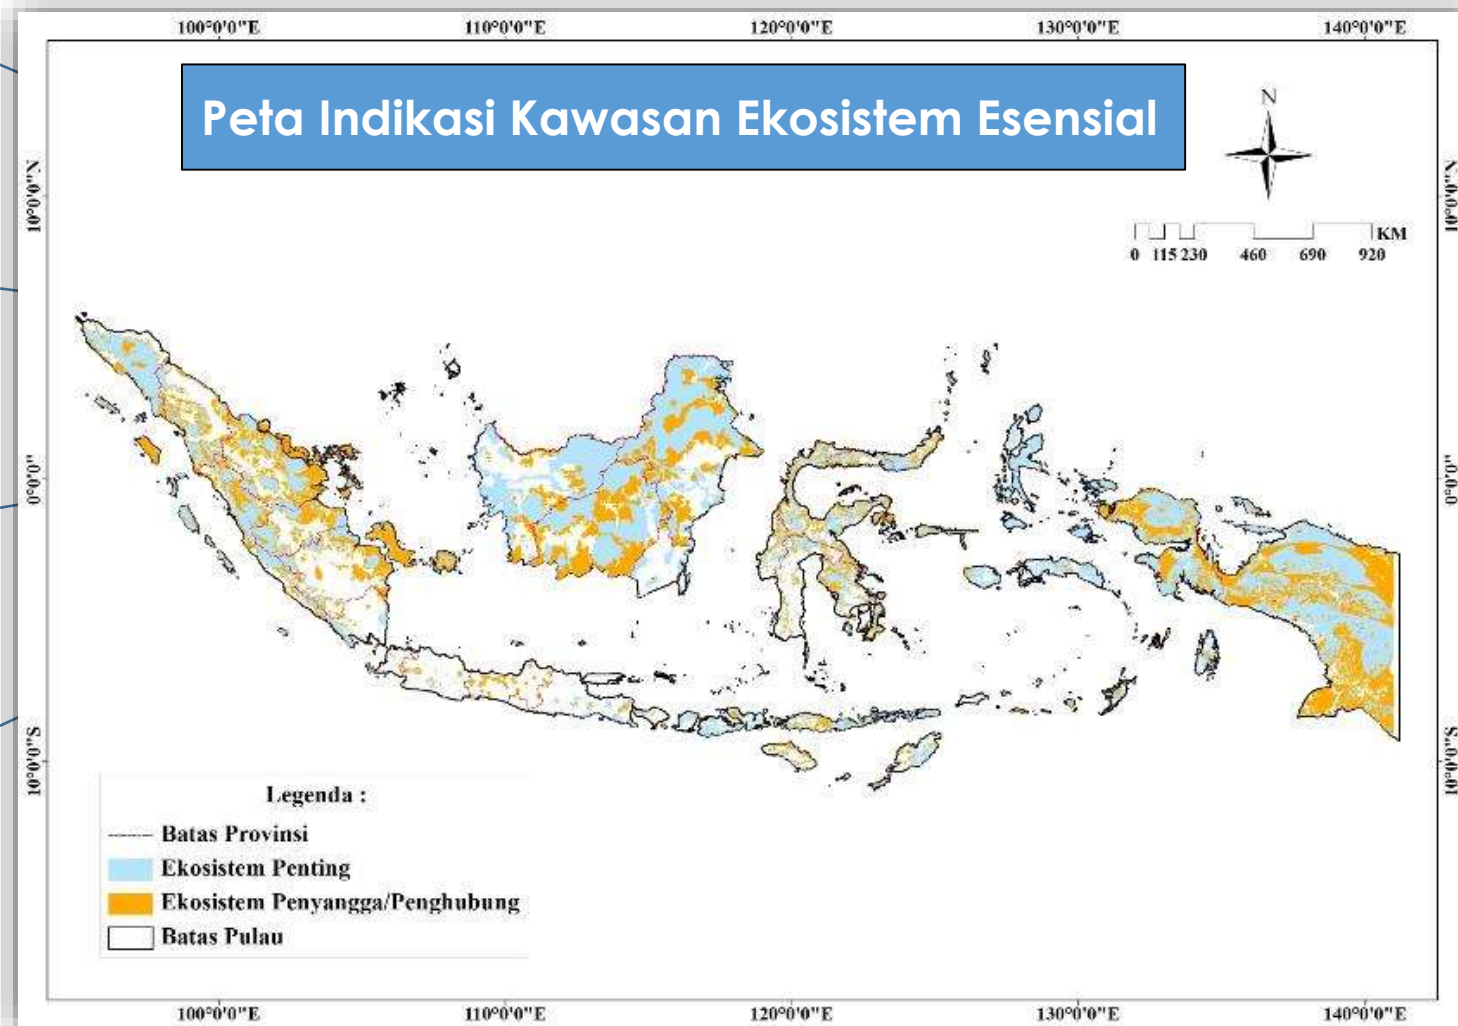 100°0'0"E 110°0'0"E 120°0'0"E 130°0'0"E 140°0'0"E
Peta Indikasi Kawasan Ekosistem Esensial
N
10°0'0"N 10°0'0"N
KM
0 115 230 460 690 920
0°0'0" 0°0'0"
10°0'0"S 10°0'0"S
Legenda :
Batas Provinsi
Ekosistem Penting
Ekosistem Penyangga/Penghubung
Batas Pulau
100°0'0"E 110°0'0"E 120°0'0"E 130°0'0"E 140°0'0"E